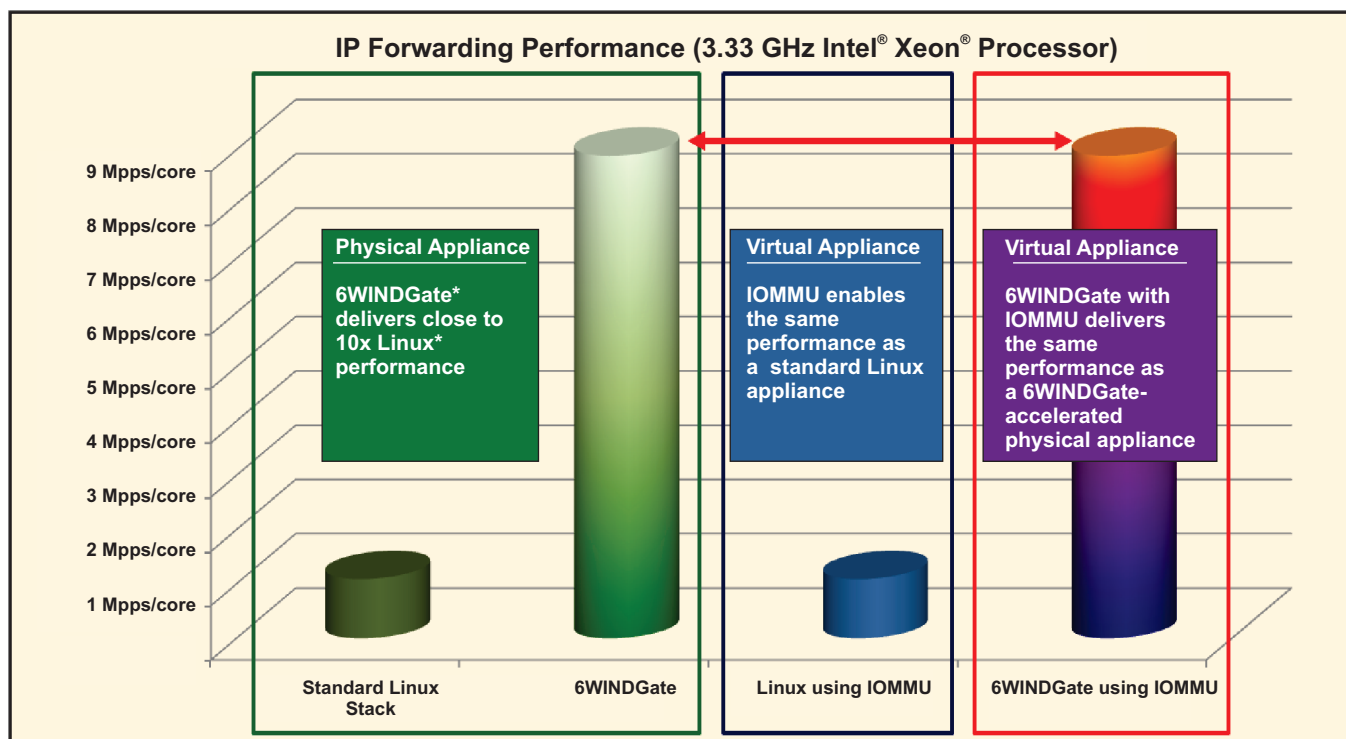 IP Forwarding Performance (3.33 GHz Intel® Xeon® Processor)
9 Mpps/core
8 Mpps/core
7 Mpps/core
6 Mpps/core
5 Mpps/core
4 Mpps/core
3 Mpps/core
2 Mpps/core
1 Mpps/core
Physical Appliance
6WINDGate*
delivers close to
10x Linux*
performance
Virtual Appliance
IOMMU enables
the same
performance as
a standard Linux
appliance
Virtual Appliance
6WINDGate with
IOMMU delivers
the same
performance as
a 6WINDGate-
accelerated
physical appliance
Standard Linux
Stack
6WINDGate
Linux using IOMMU
6WINDGate using IOMMU